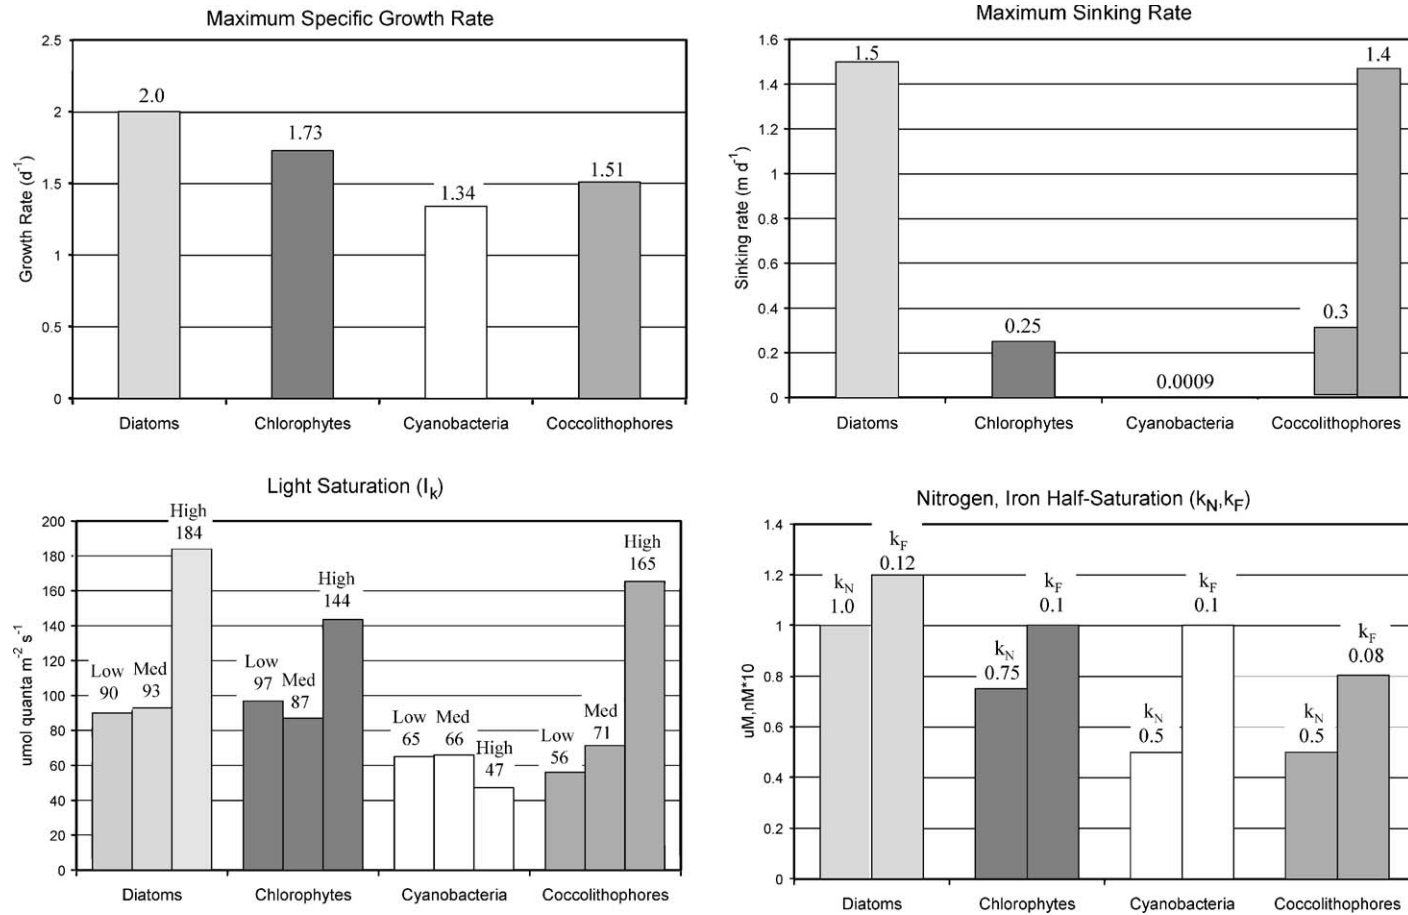 Maximum Specific Growth Rate
2.5
2
1.5
1
0.5
0
Growth Rate (d⁻¹)
2.0
1.73
1.34
1.51
Diatoms
Chlorophytes
Cyanobacteria
Coccolithophores
Maximum Sinking Rate
1.6
1.4
1.2
1
0.8
0.6
0.4
0.2
0
Sinking rate (m d⁻¹)
1.5
0.25
0.0009
0.3
1.4
Diatoms
Chlorophytes
Cyanobacteria
Coccolithophores
Light Saturation (Iₖ)
200
180
160
140
120
100
80
60
40
20
0
umol quanta m⁻² s⁻¹
Low
90
Med
93
High
184
Low
97
Med
87
High
144
Low
65
Med
66
High
47
Low
56
Med
71
High
165
Diatoms
Chlorophytes
Cyanobacteria
Coccolithophores
Nitrogen, Iron Half-Saturation (kN,kF)
1.4
1.2
1
0.8
0.6
0.4
0.2
0
uM,nM*10
kN
1.0
kF
0.12
kN
0.75
kF
0.1
kN
0.5
kF
0.1
kN
0.5
kF
0.08
Diatoms
Chlorophytes
Cyanobacteria
Coccolithophores